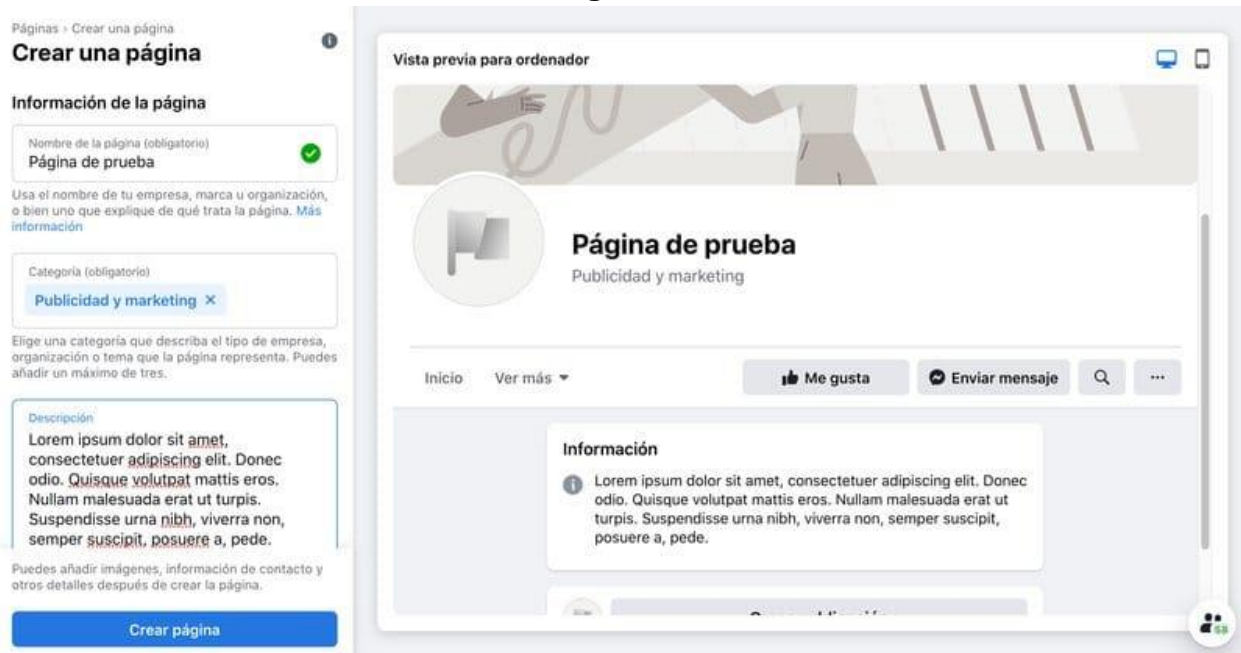 Páginas › Crear una página
Crear una página
Información de la página
Nombre de la página (obligatorio)
Página de prueba
Usa el nombre de tu empresa, marca u organización,
o bien uno que explique de qué trata la página. Más
información
Categoría (obligatorio)
Publicidad y marketing ×
Elige una categoría que describa el tipo de empresa,
organización o tema que la página representa. Puedes
añadir un máximo de tres.
Descripción
Lorem ipsum dolor sit amet,
consectetuer adipiscing elit. Donec
odio. Quisque volutpat mattis eros.
Nullam malesuada erat ut turpis.
Suspendisse urna nibh, viverra non,
semper suscipit, posuere a, pede.
Puedes añadir imágenes, información de contacto y
otros detalles después de crear la página.
Crear página
Vista previa para ordenador
Página de prueba
Publicidad y marketing
Inicio Ver más
Me gusta
Enviar mensaje
Información
Lorem ipsum dolor sit amet, consectetuer adipiscing elit. Donec
odio. Quisque volutpat mattis eros. Nullam malesuada erat ut
turpis. Suspendisse urna nibh, viverra non, semper suscipit,
posuere a, pede.